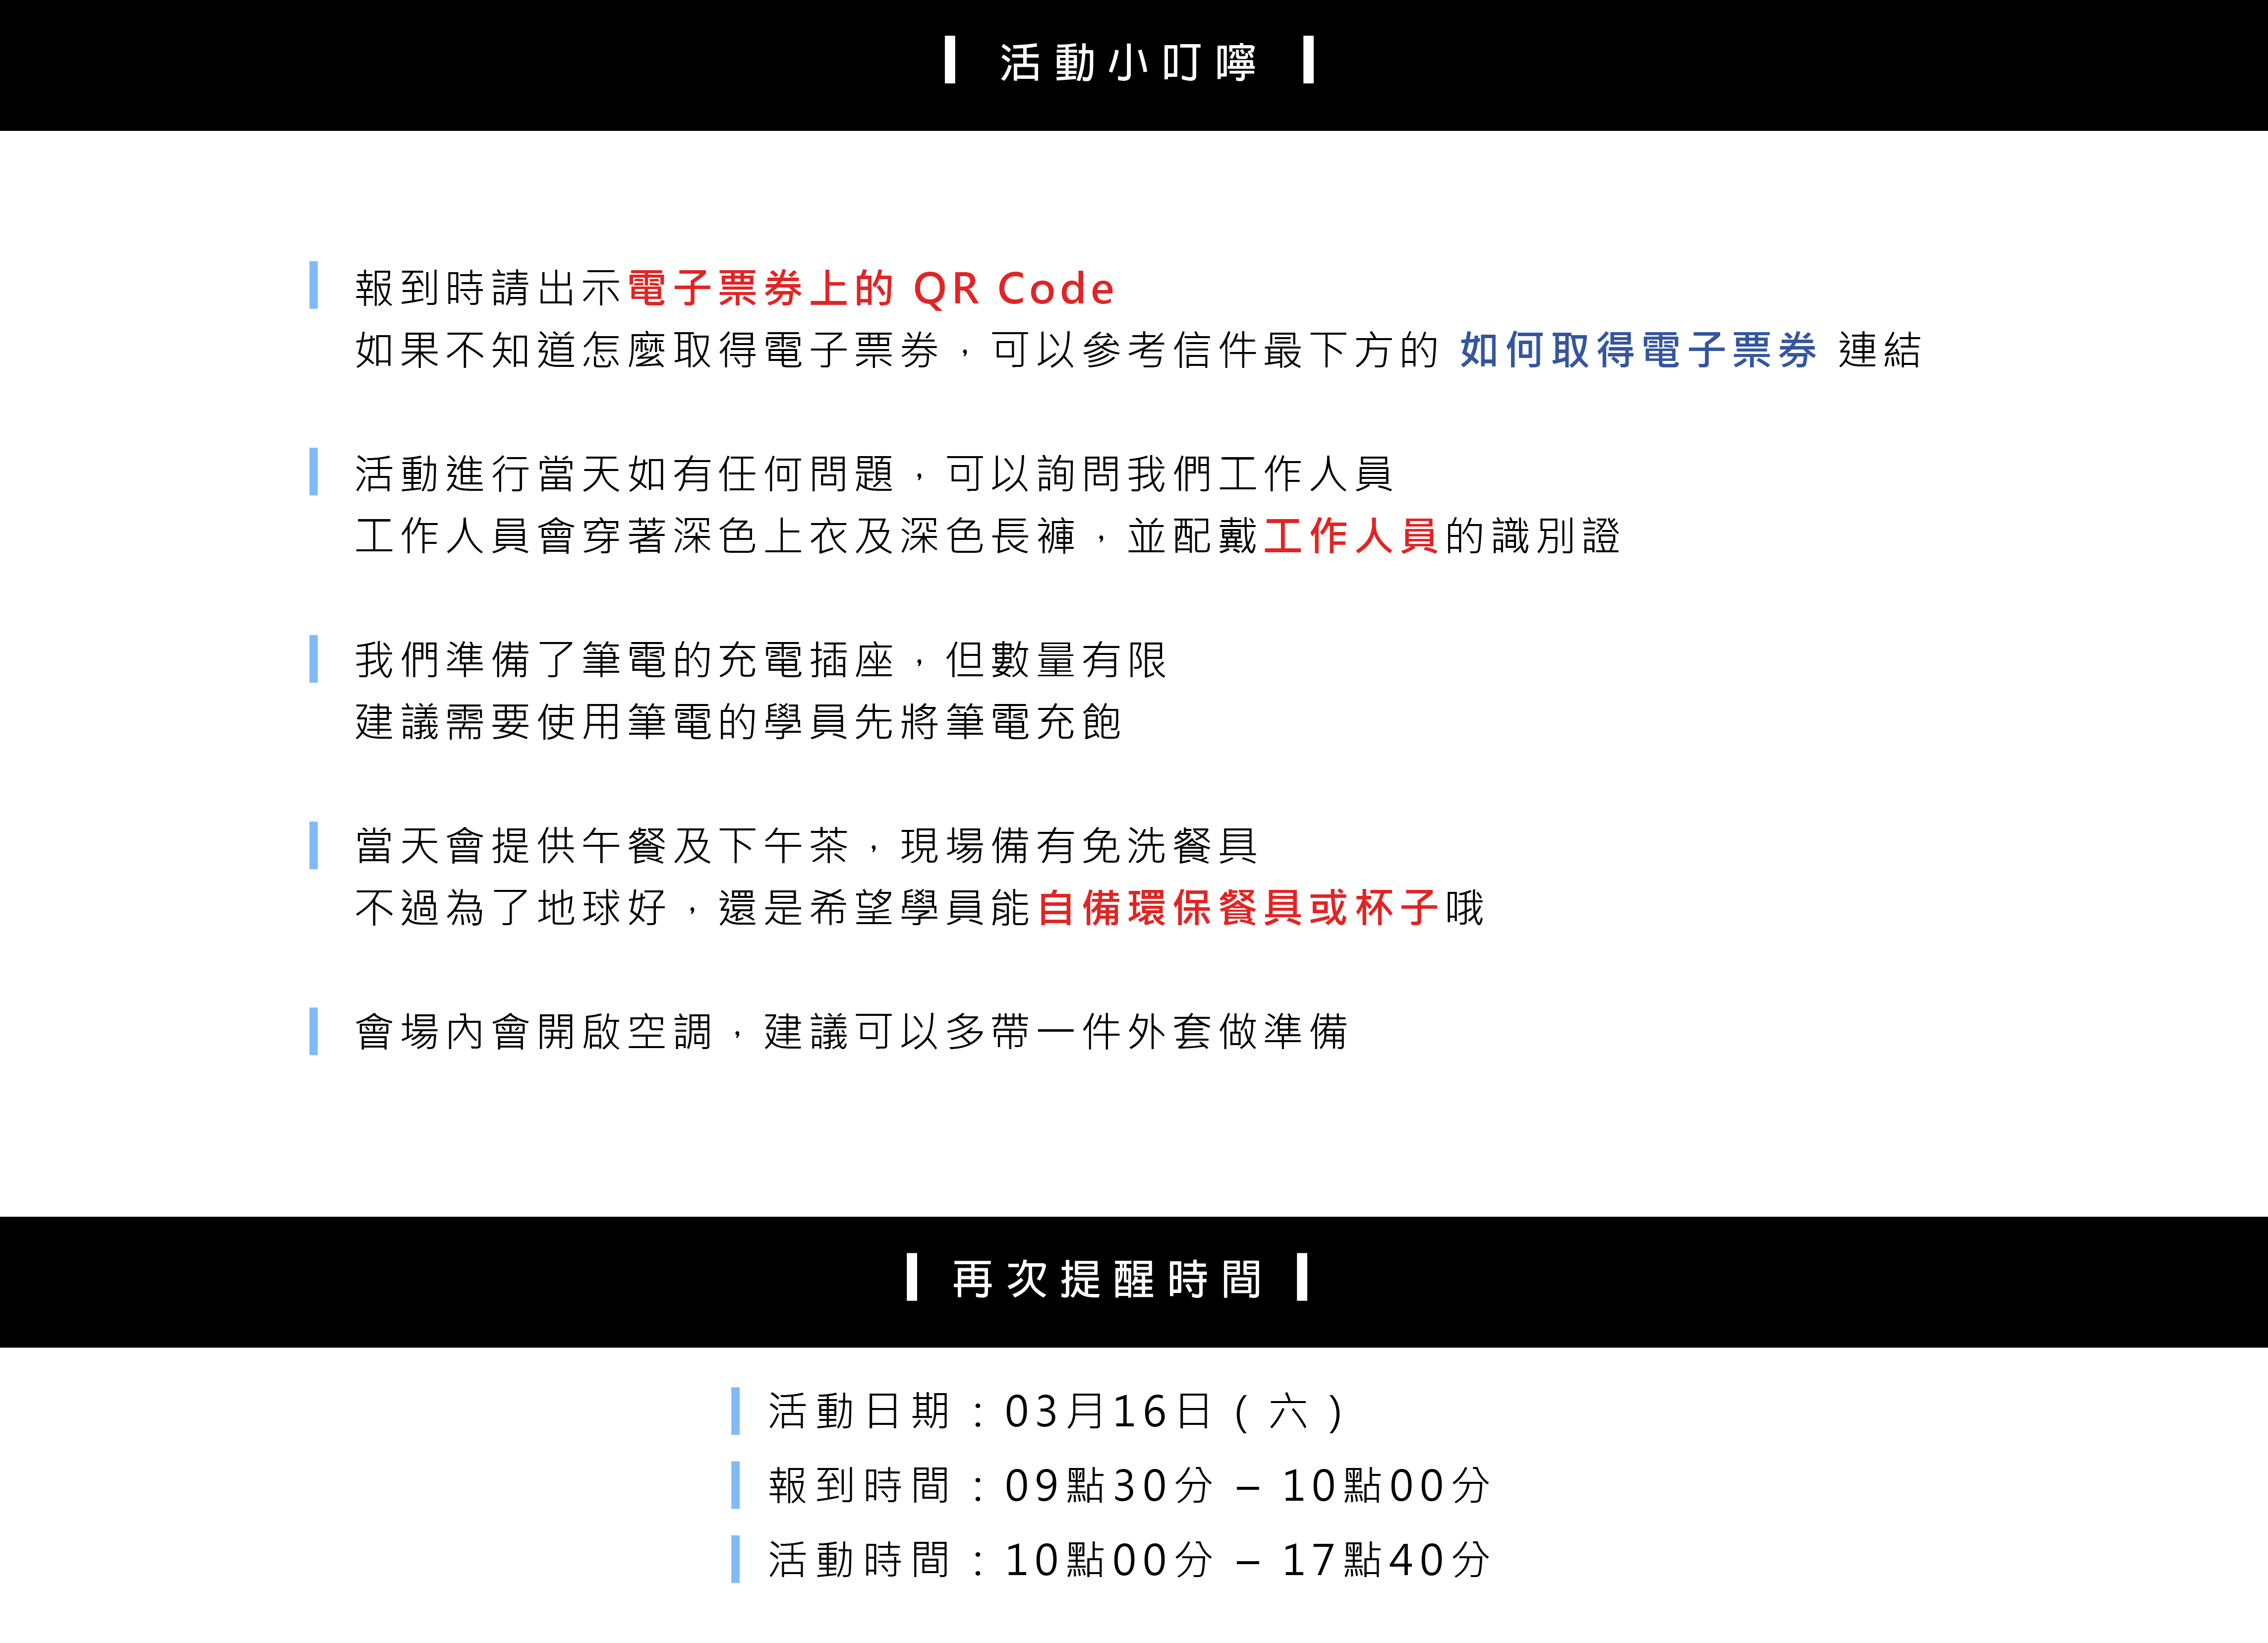 活動小叮嚀
報到時請出示電子票券上的 QR Code
如果不知道怎麼取得電子票券，可以參考信件最下方的 如何取得電子票券 連結
活動進行當天如有任何問題，可以詢問我們工作人員
工作人員會穿著深色上衣及深色長褲，並配戴工作人員的識別證
我們準備了筆電的充電插座，但數量有限
建議需要使用筆電的學員先將筆電充飽
當天會提供午餐及下午茶，現場備有免洗餐具
不過為了地球好，還是希望學員能自備環保餐具或杯子哦
會場內會開啟空調，建議可以多帶一件外套做準備
再次提醒時間
活動日期：03月16日（六）
報到時間：09點30分 – 10點00分
活動時間：10點00分 – 17點40分